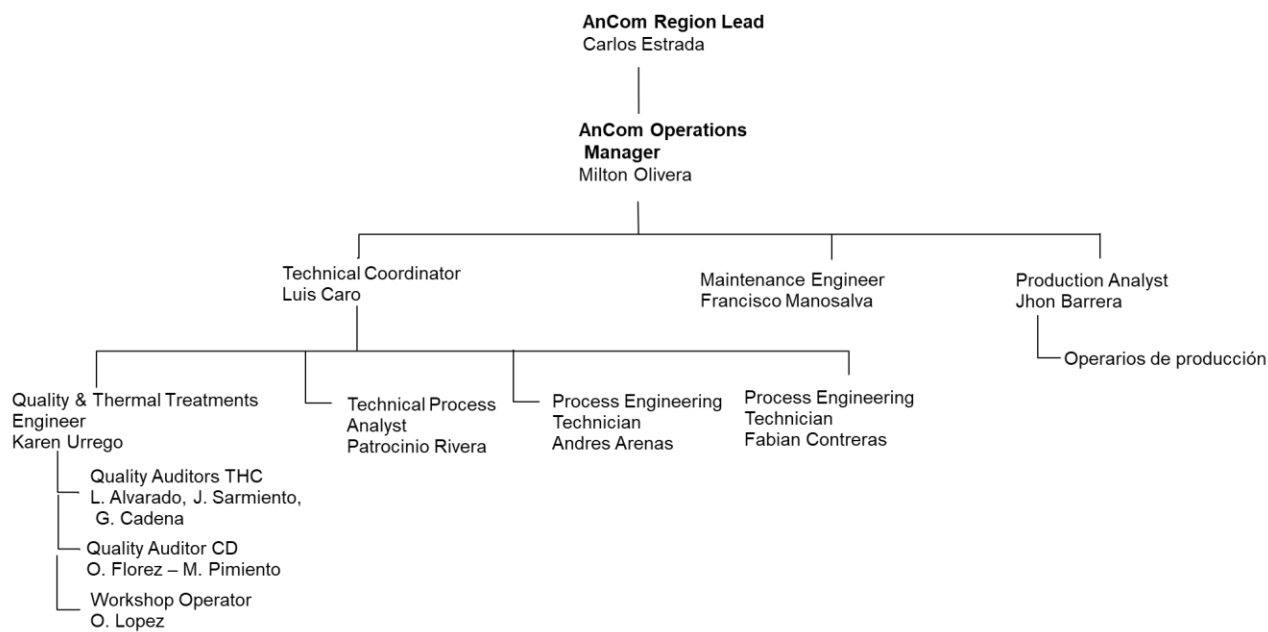 AnCom Region Lead
Carlos Estrada
AnCom Operations
Manager
Milton Olivera
Technical Coordinator
Luis Caro
Maintenance Engineer
Francisco Manosalva
Production Analyst
Jhon Barrera
Operarios de producción
Quality & Thermal Treatments
Engineer
Karen Urrego
Technical Process
Analyst
Patrocinio Rivera
Process Engineering
Technician
Andres Arenas
Process Engineering
Technician
Fabian Contreras
Quality Auditors THC
L. Alvarado, J. Sarmiento,
G. Cadena
Quality Auditor CD
O. Florez – M. Pimiento
Workshop Operator
O. Lopez